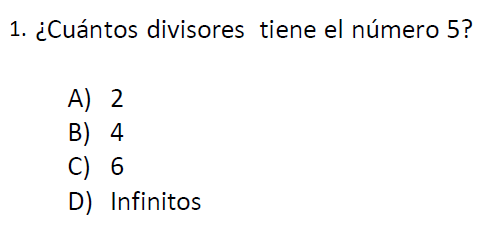 1. ¿Cuántos divisores tiene el número 5?
A) 2
B) 4
C) 6
D) Infinitos